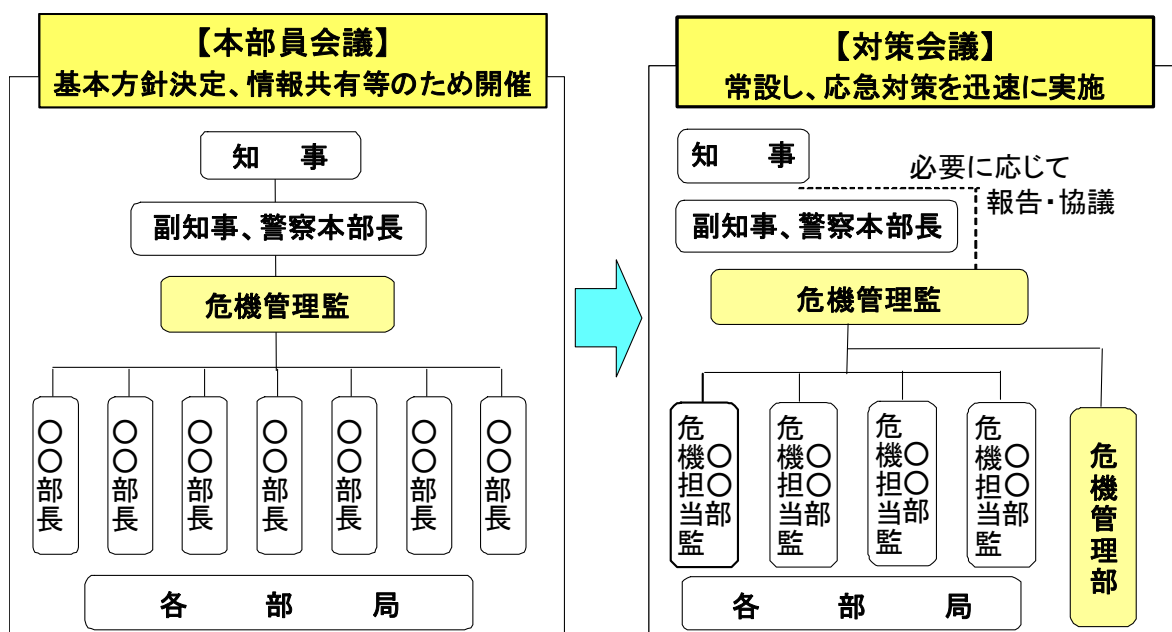 【本部員会議】
基本方針決定、情報共有等のため開催
知　事
副知事、警察本部長
危機管理監
〇〇部長
〇〇部長
〇〇部長
〇〇部長
〇〇部長
〇〇部長
〇〇部長
各　部　局
【対策会議】
常設し、応急対策を迅速に実施
知　事
必要に応じて
報告・協議
副知事、警察本部長
危機管理監
〇〇部
危機担当監
〇〇部
危機担当監
〇〇部
危機担当監
〇〇部
危機担当監
危機管理部
各　部　局